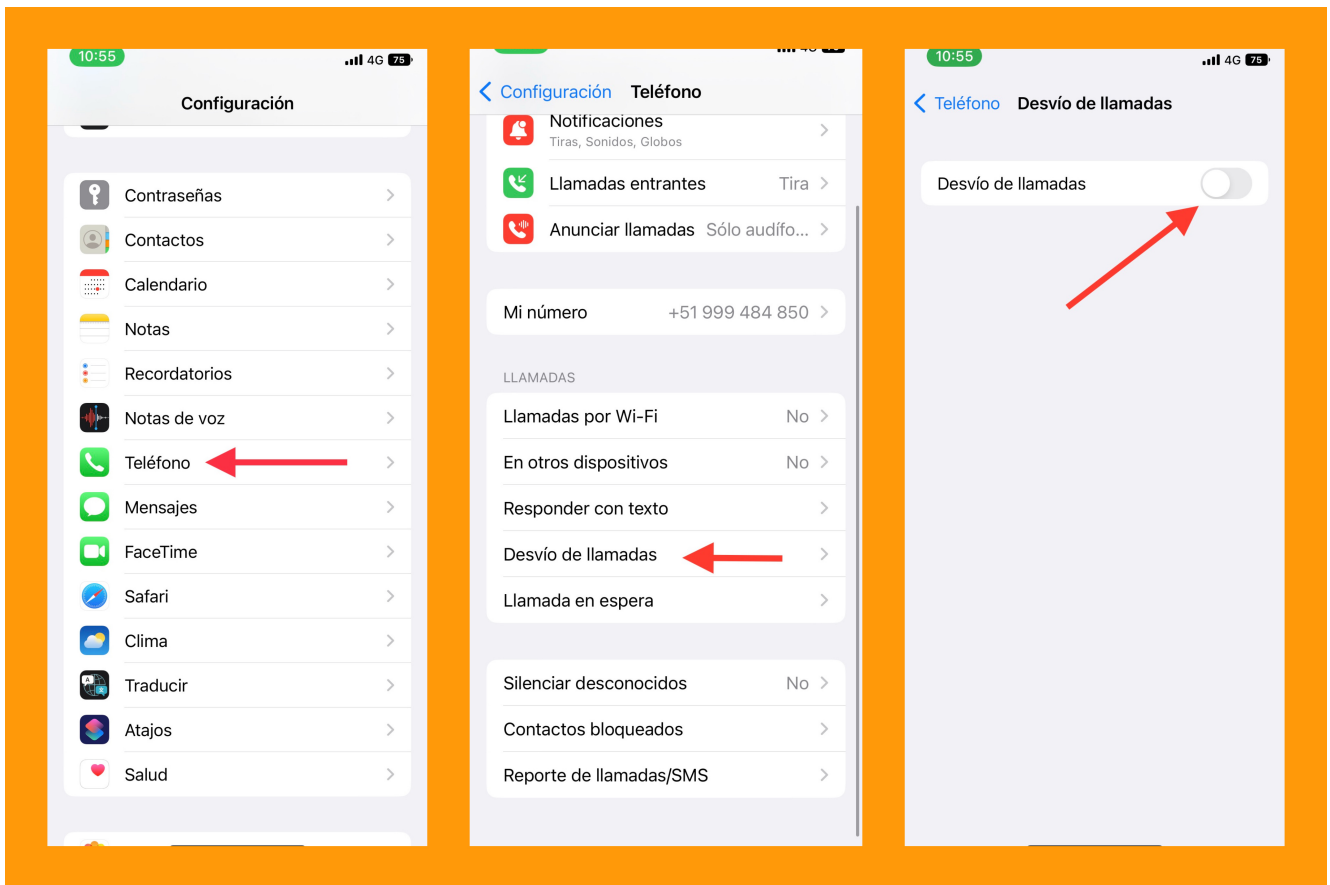 10:55
4G 75
Configuración
Contraseñas
Contactos
Calendario
Notas
Recordatorios
Notas de voz
Teléfono
Mensajes
FaceTime
Safari
Clima
Traducir
Atajos
Salud
Configuración Teléfono
Notificaciones
Tiras, Sonidos, Globos
Llamadas entrantes Tira
Anunciar llamadas Sólo audífo...
Mi número +51 999 484 850
LLAMADAS
Llamadas por Wi-Fi No
En otros dispositivos No
Responder con texto
Desvío de llamadas
Llamada en espera
Silenciar desconocidos No
Contactos bloqueados
Reporte de llamadas/SMS
10:55
4G 75
Teléfono Desvío de llamadas
Desvío de llamadas